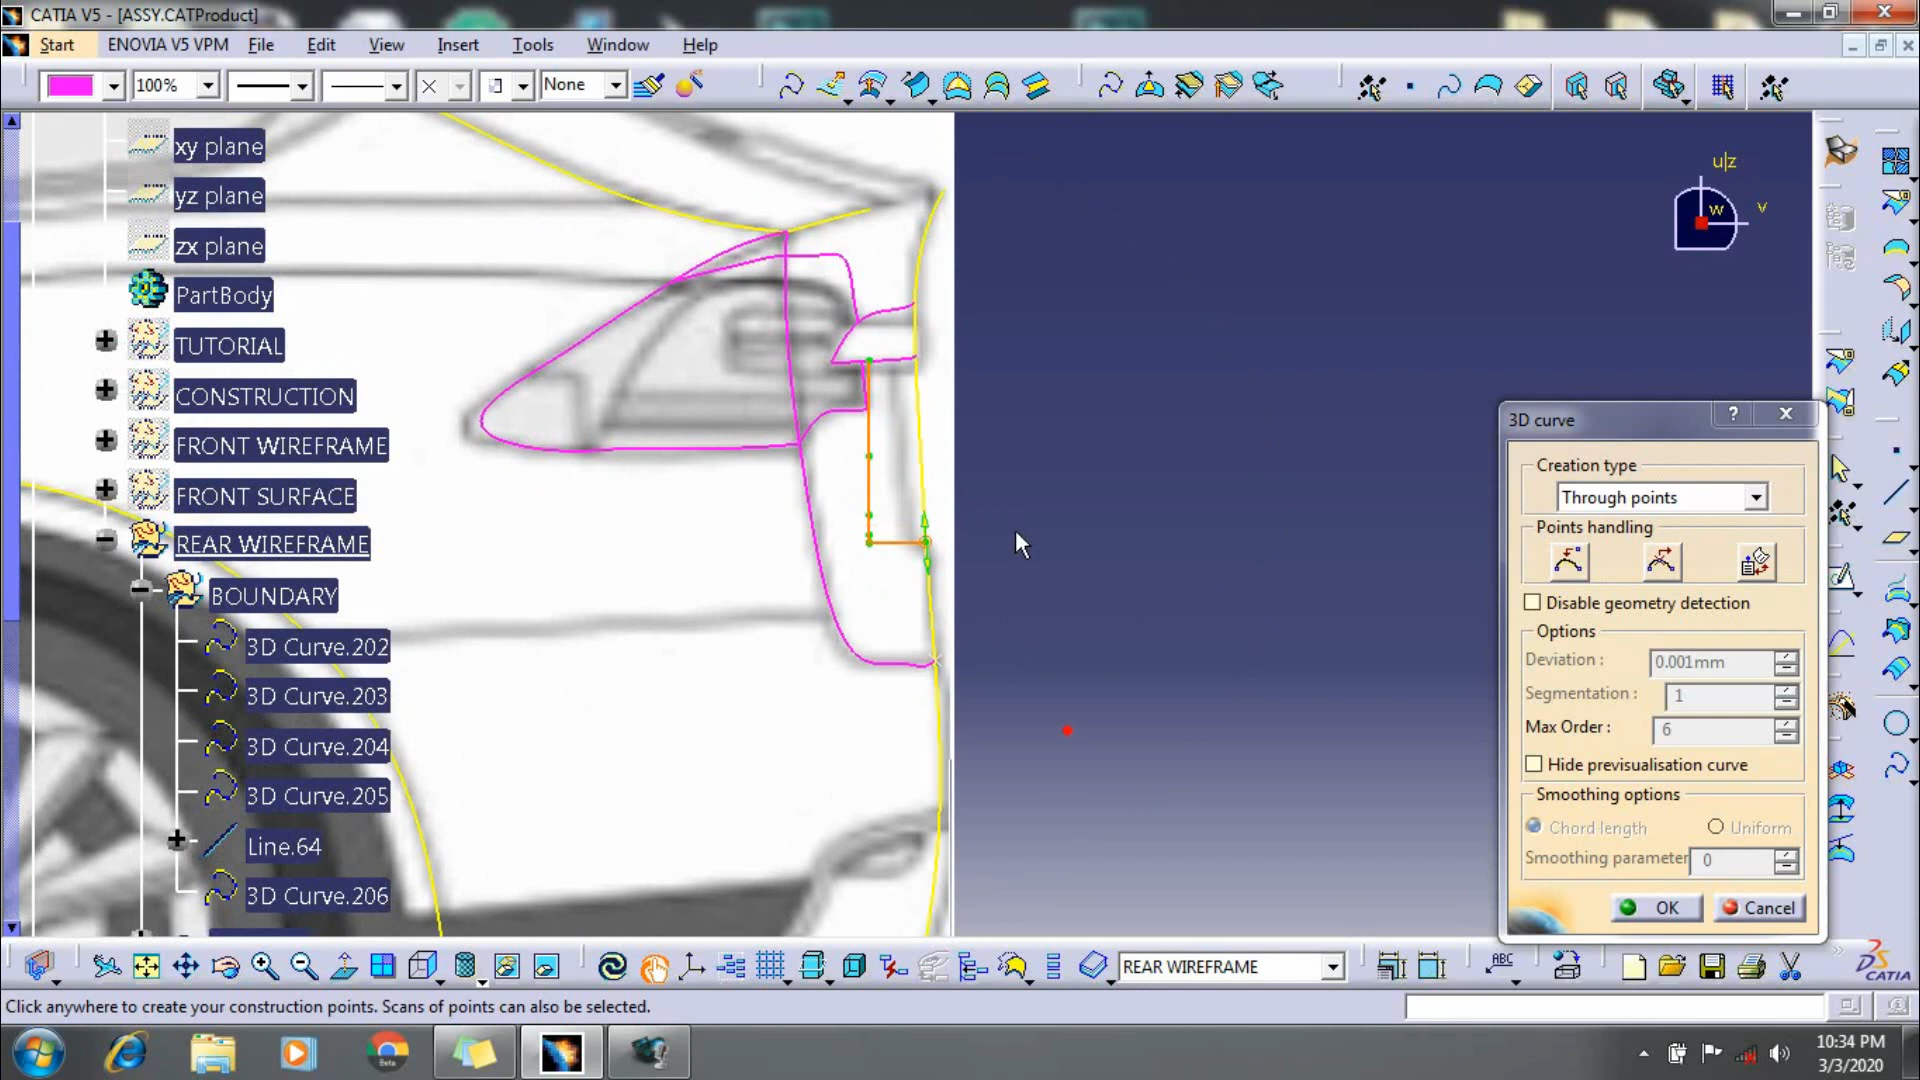 CATIA V5 - [ASSY.CATProduct]
Start ENOVIA V5 VPM File Edit View Insert Tools Window Help
100% None
xy plane
yz plane
zx plane
PartBody
TUTORIAL
CONSTRUCTION
FRONT WIREFRAME
FRONT SURFACE
REAR WIREFRAME
BOUNDARY
3D Curve.202
3D Curve.203
3D Curve.204
3D Curve.205
Line.64
3D Curve.206
u|z
w v
3D curve ?
Creation type
Through points
Points handling
Disable geometry detection
Options
Deviation : 0.001mm
Segmentation : 1
Max Order : 6
Hide previsualisation curve
Smoothing options
Chord length Uniform
Smoothing parameter 0
OK Cancel
REAR WIREFRAME
ABC
CATIA
Click anywhere to create your construction points. Scans of points can also be selected.
Beta
10:34 PM
3/3/2020